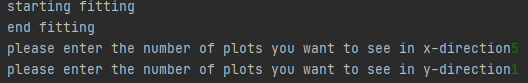 starting fitting
end fitting
please enter the number of plots you want to see in x-direction5
please enter the number of plots you want to see in y-direction1